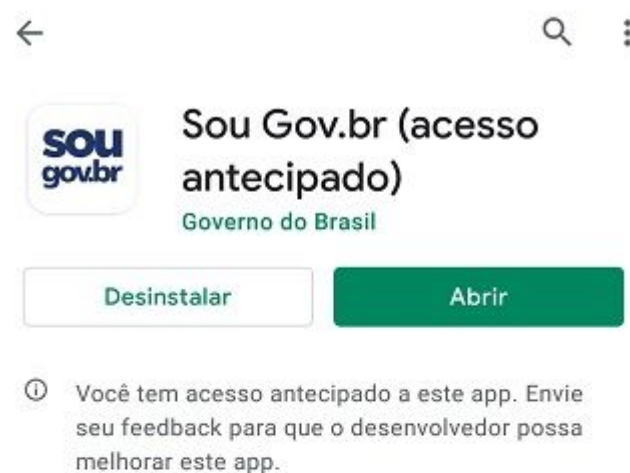 Sou Gov.br (acesso
antecipado)
sou
gov.br
Governo do Brasil
Desinstalar
Abrir
Você tem acesso antecipado a este app. Envie
seu feedback para que o desenvolvedor possa
melhorar este app.